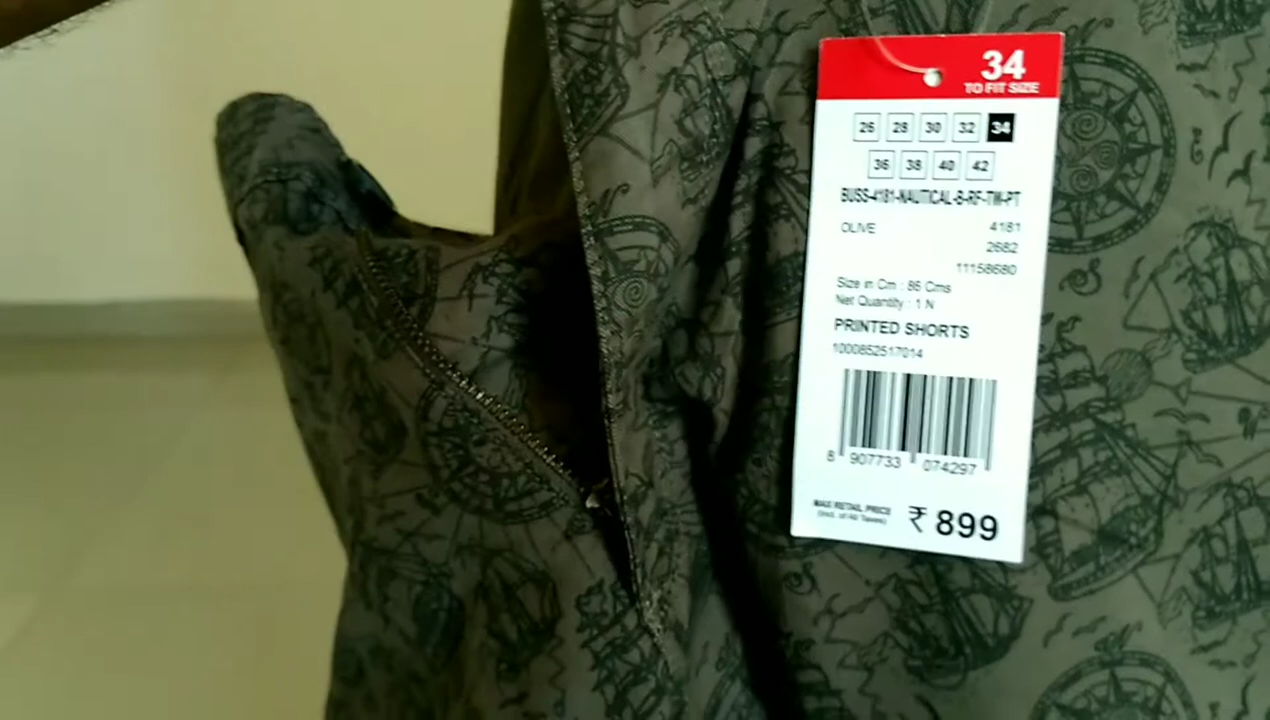 34
TO FIT SIZE
26 28 30 32 34
36 38 40 42
BUSS-4181-NAUTICAL-B-RF-TW-PT
OLIVE 4181
2682
11158680
Size in Cm : 86 Cms
Net Quantity : 1 N
PRINTED SHORTS
1000852517014
8 907733 074297
MAX RETAIL PRICE
(Incl. of All Taxes)
₹ 899